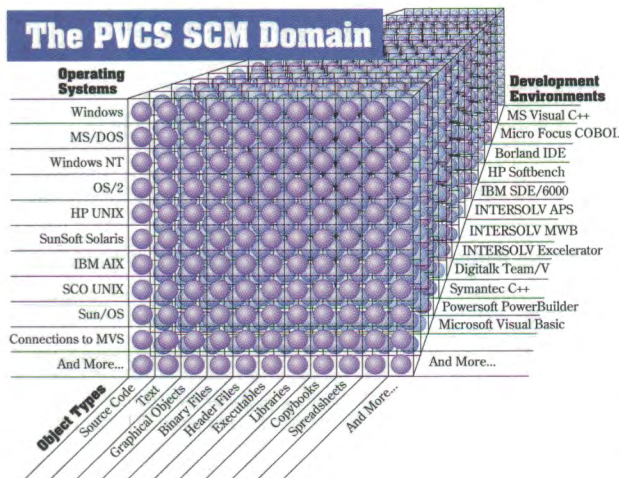 The PVCS SCM Domain
Operating
Systems
Windows
MS/DOS
Windows NT
OS/2
HP UNIX
SunSoft Solaris
IBM AIX
SCO UNIX
Sun/OS
Connections to MVS
And More...
Development
Environments
MS Visual C++
Micro Focus COBOL
Borland IDE
HP Softbench
IBM SDE/6000
INTERSOLV APS
INTERSOLV MWB
INTERSOLV Excelerator
Digitalk Team/V
Symantec C++
Powersoft PowerBuilder
Microsoft Visual Basic
And More...
Object Types
Source Code
Text
Graphical Objects
Binary Files
Header Files
Executables
Libraries
Copybooks
Spreadsheets
And More...